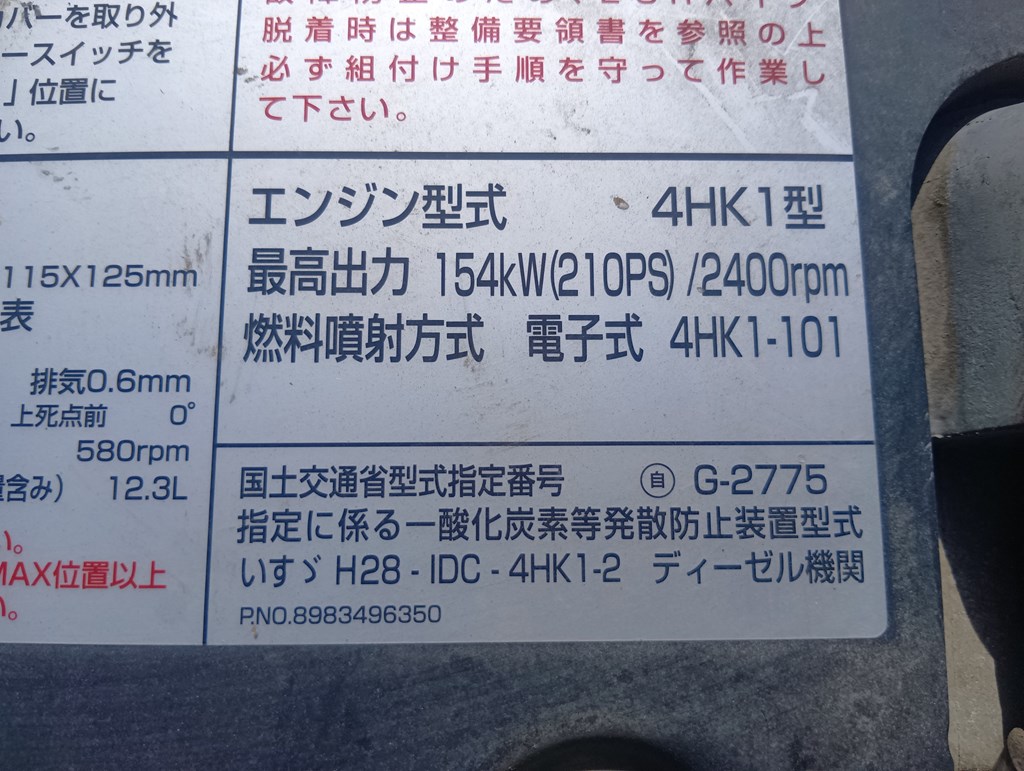 カバーを取り外
ースイッチを
」位置に
い。
脱着時は整備要領書を参照の上
必ず組付け手順を守って作業し
て下さい。
115X125mm
表
排気0.6mm
上死点前 0°
580rpm
含み) 12.3L
い。
MAX位置以上
い。
エンジン型式 4HK1型
最高出力 154kW(210PS)/2400rpm
燃料噴射方式 電子式 4HK1-101
国土交通省型式指定番号 ㊂自 G-2775
指定に係る一酸化炭素等発散防止装置型式
いすゞ H28-IDC-4HK1-2 ディーゼル機関
P.NO.8983496350